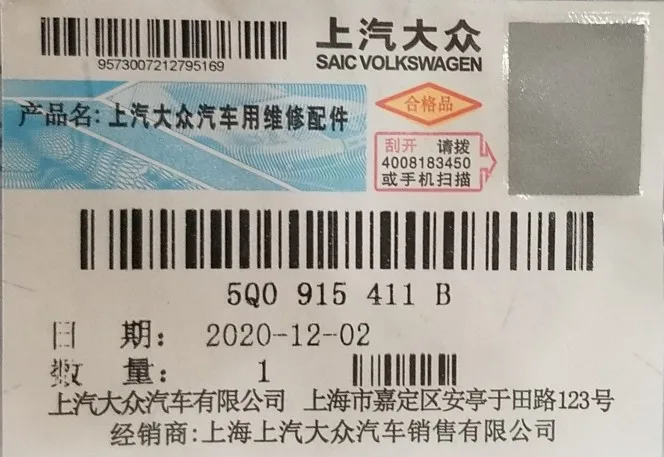 上汽大众
SAIC VOLKSWAGEN
9573007212795169
产品名: 上汽大众汽车用维修配件
合格品
刮开 请拨
4008183450
或手机扫描
5Q0 915 411 B
日 期: 2020-12-02
数 量: 1
上汽大众汽车有限公司 上海市嘉定区安亭于田路123号
经销商:上海上汽大众汽车销售有限公司